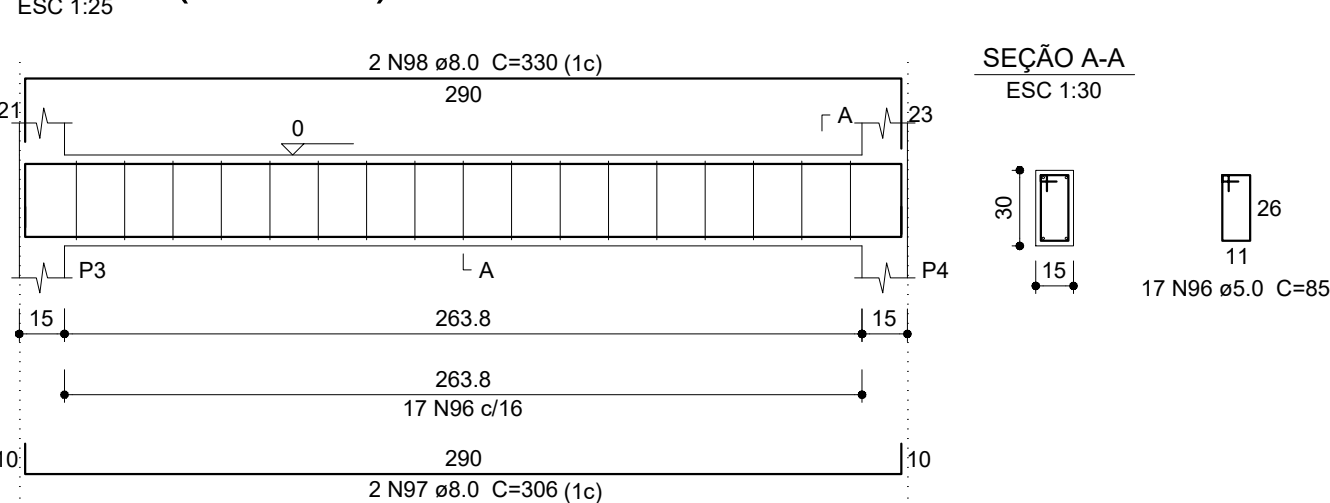 ESC 1:25
2 N98 ø8.0 C=330 (1c)
290
21
A
23
0
P3
A
P4
15
263.8
15
263.8
17 N96 c/16
10
290
10
2 N97 ø8.0 C=306 (1c)
SEÇÃO A-A
ESC 1:30
30
15
26
11
17 N96 ø5.0 C=85